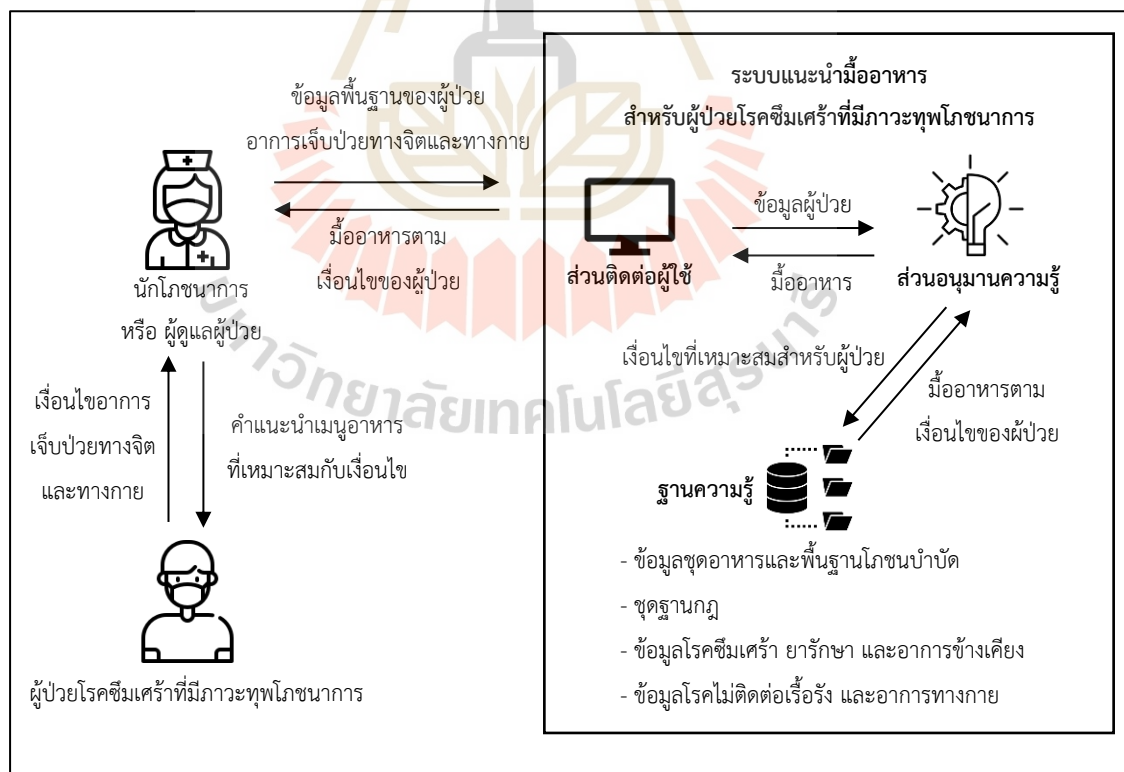 ระบบแนะนำมื้ออาหาร
สำหรับผู้ป่วยโรคซึมเศร้าที่มีภาวะทุพโภชนาการ
ข้อมูลพื้นฐานของผู้ป่วย
อาการเจ็บป่วยทางจิตและทางกาย
มื้ออาหารตาม
เงื่อนไขของผู้ป่วย
นักโภชนาการ
หรือ ผู้ดูแลผู้ป่วย
ส่วนติดต่อผู้ใช้
ข้อมูลผู้ป่วย
มื้ออาหาร
ส่วนอนุมานความรู้
เงื่อนไขที่เหมาะสมสำหรับผู้ป่วย
มื้ออาหารตาม
เงื่อนไขของผู้ป่วย
เงื่อนไขอาการ
เจ็บป่วยทางจิต
และทางกาย
คำแนะนำเมนูอาหาร
ที่เหมาะสมกับเงื่อนไข
ฐานความรู้
- ข้อมูลชุดอาหารและพื้นฐานโภชนบำบัด
- ชุดฐานกฎ
- ข้อมูลโรคซึมเศร้า ยารักษา และอาการข้างเคียง
- ข้อมูลโรคไม่ติดต่อเรื้อรัง และอาการทางกาย
ผู้ป่วยโรคซึมเศร้าที่มีภาวะทุพโภชนาการ
มหาวิทยาลัยเทคโนโลยีสุรนารี